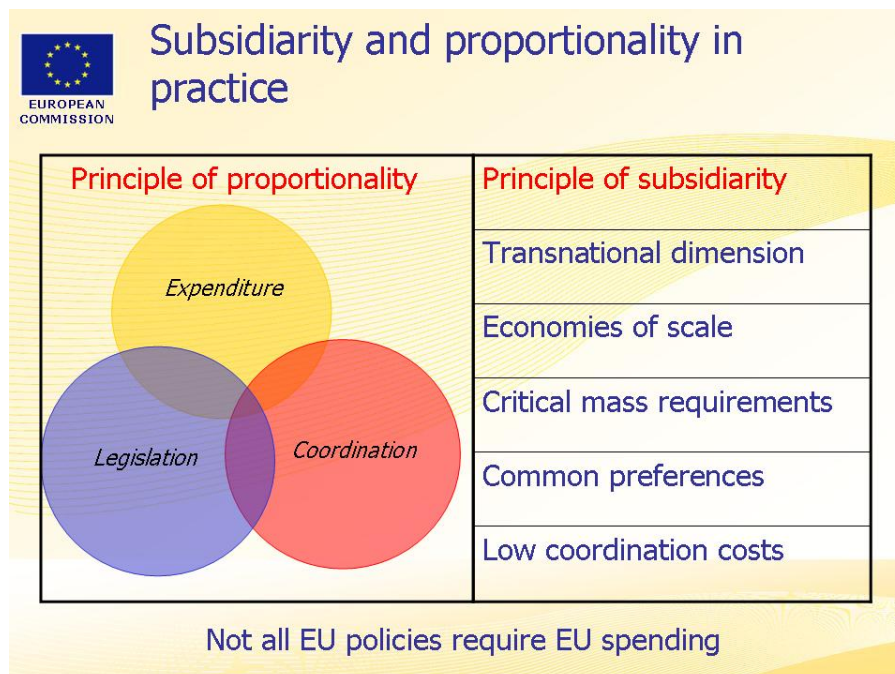 Subsidiarity and proportionality in
practice
EUROPEAN
COMMISSION
Principle of proportionality
Expenditure
Legislation
Coordination
Principle of subsidiarity
Transnational dimension
Economies of scale
Critical mass requirements
Common preferences
Low coordination costs
Not all EU policies require EU spending